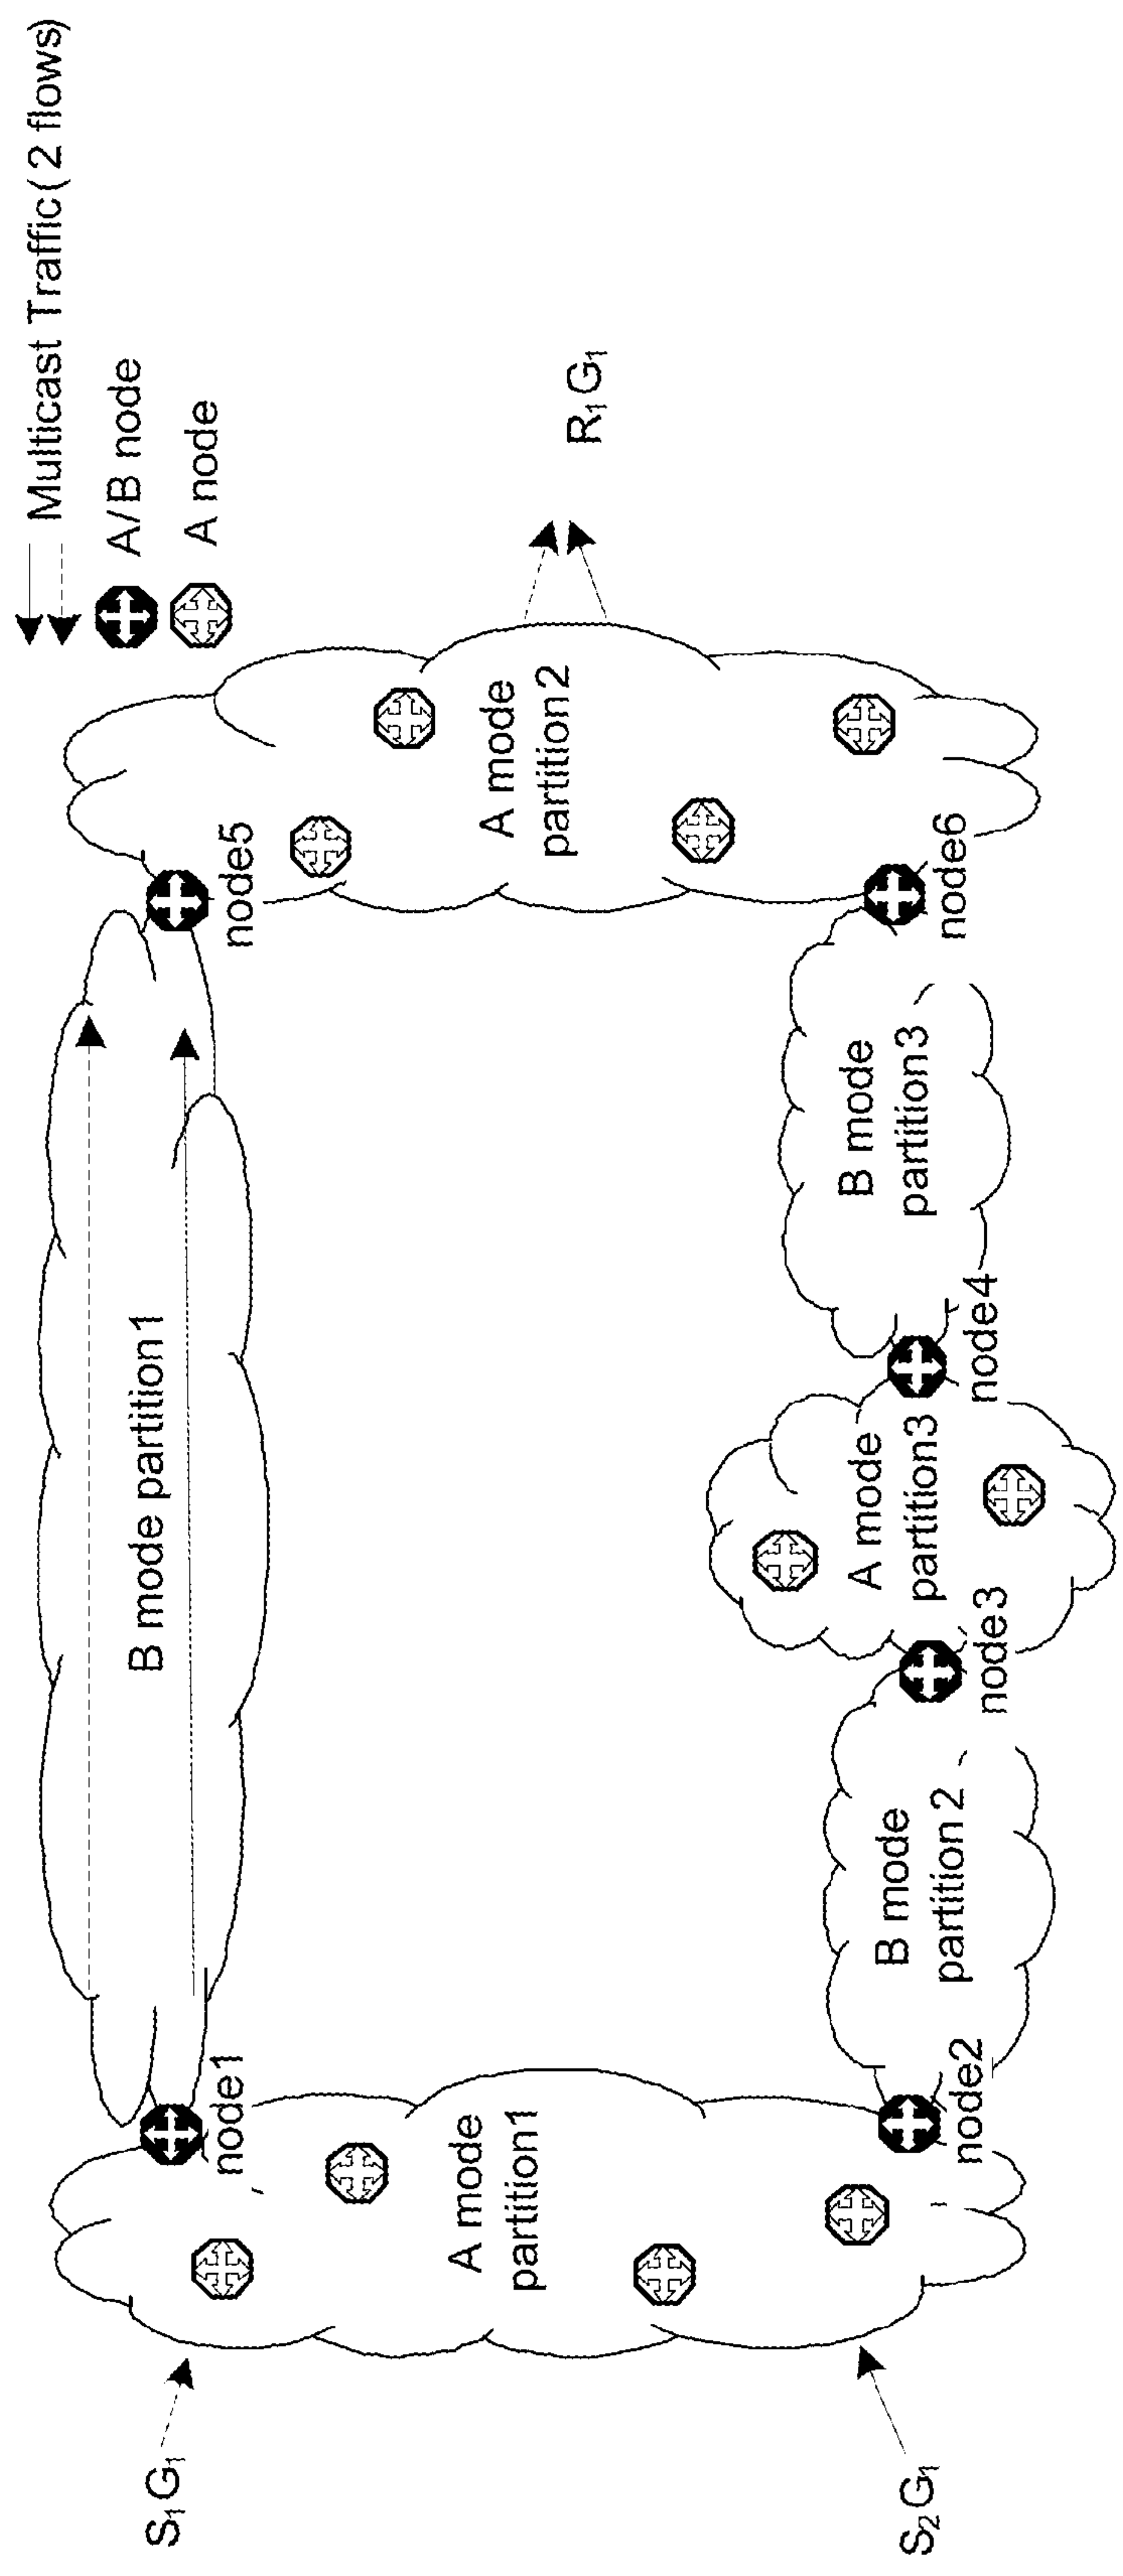 Multicast Traffic( 2 flows)
A/B node
A node
B mode partition1
node1
node5
S₁G₁
A mode
partition1
A mode
partition2
R₁G₁
S₂G₁
node2
B mode
partition 2
node3
A mode
partition3
node4
B mode
partition3
node6